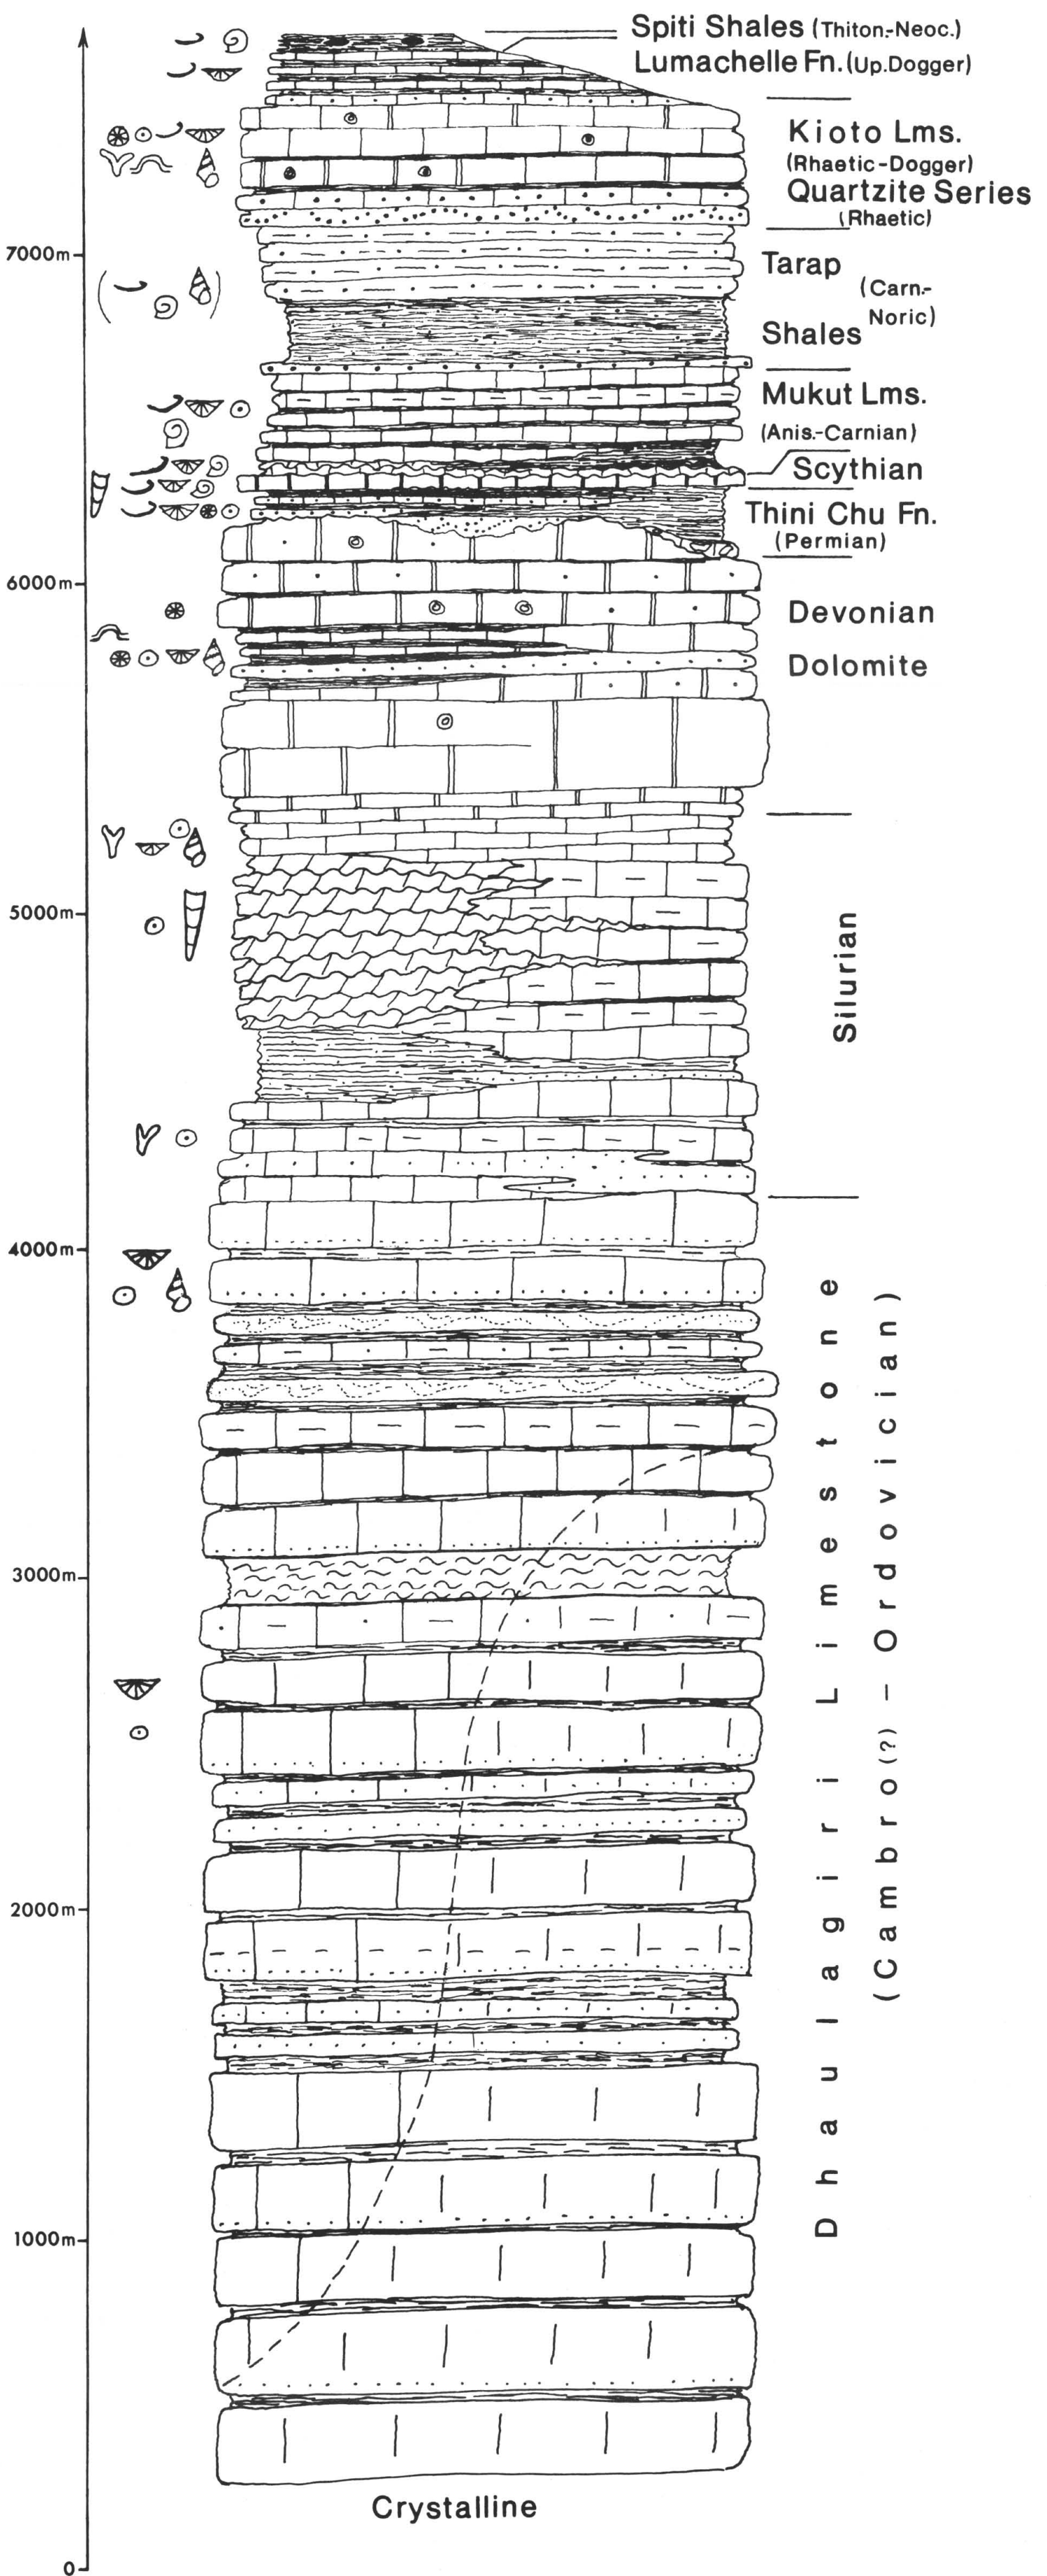 Spiti Shales (Thiton.-Neoc.)
Lumachelle Fn. (Up. Dogger)
Kioto Lms.
(Rhaetic-Dogger)
Quartzite Series
(Rhaetic)
7000m
Tarap
(Carn.-
Noric)
Shales
Mukut Lms.
(Anis.-Carnian)
Scythian
Thini Chu Fn.
(Permian)
6000m
Devonian
Dolomite
5000m
Silurian
4000m
Dhaulagiri Limestone
(Cambro(?) - Ordovician)
3000m
2000m
1000m
Crystalline
0